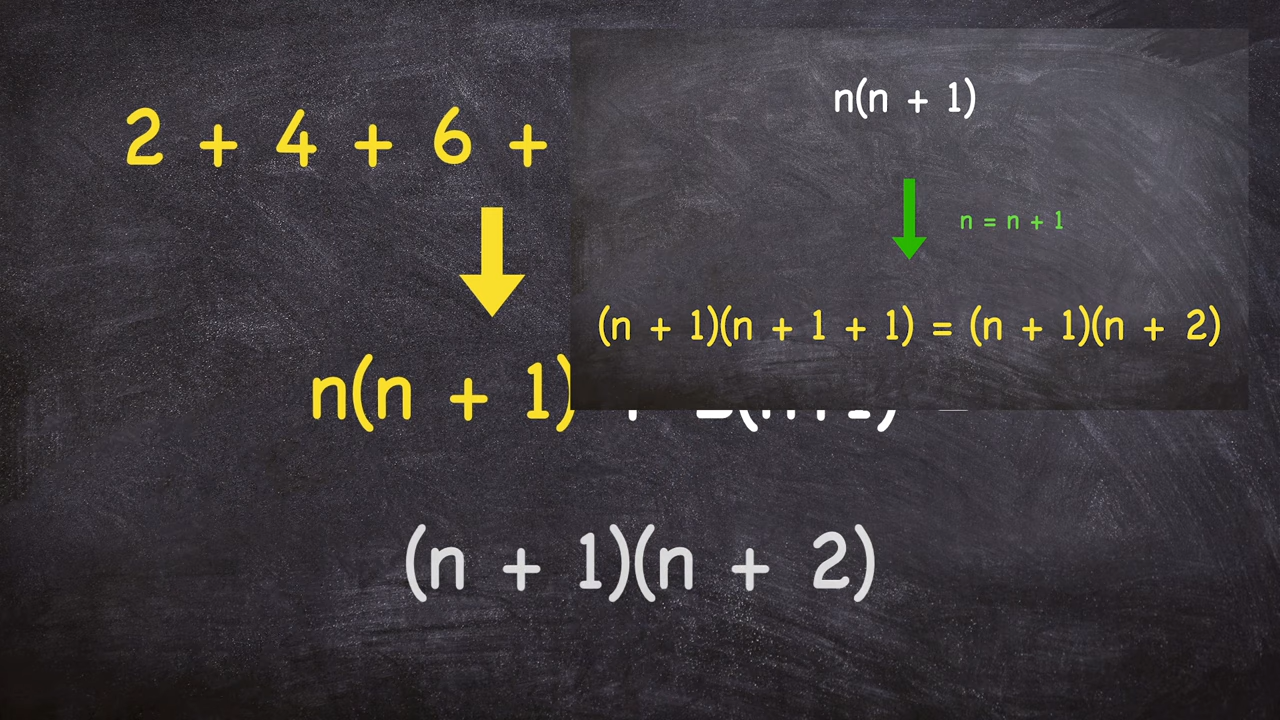 2 + 4 + 6 +
n(n + 1)
n = n + 1
(n + 1)(n + 1 + 1) = (n + 1)(n + 2)
n(n + 1)
(n + 1)(n + 2)